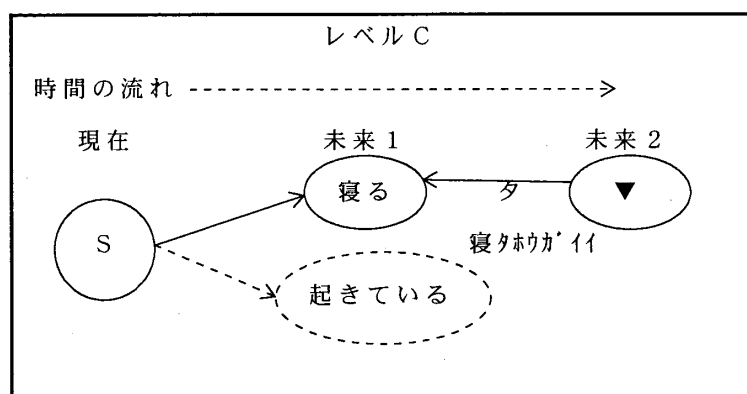 レベルC
時間の流れ
現在 未来1 未来2
寝る タ ▼
S
寝タホウガイイ
起きている